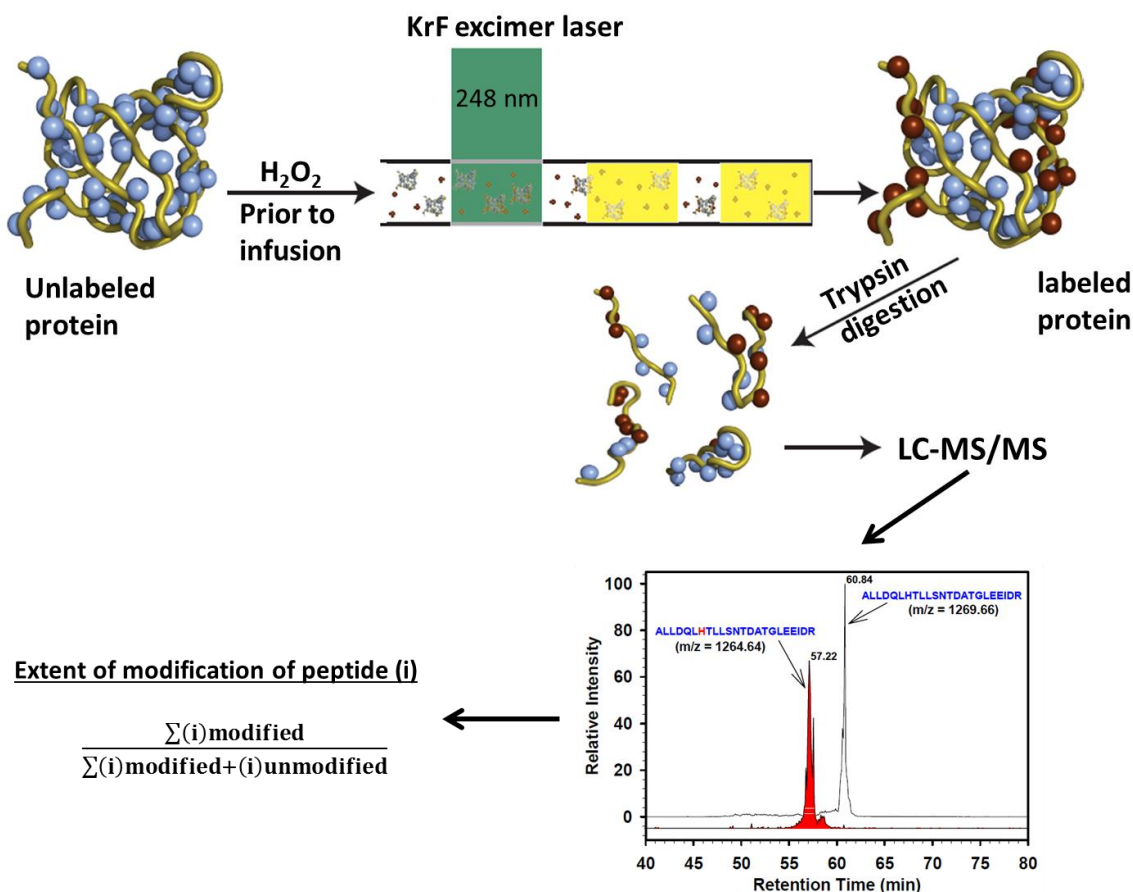 KrF excimer laser
248 nm
H₂O₂
Prior to
infusion
Unlabeled
protein
labeled
protein
Trypsin
digestion
LC-MS/MS
Extent of modification of peptide (i)
∑(i)modified
∑(i)modified+(i)unmodified
Relative Intensity
100
80
60
40
20
0
60.84
ALLDQLHTLLSNTDATGLEEIDR
(m/z = 1269.66)
ALLDQLHTLLSNTDATGLEEIDR
(m/z = 1264.64)
57.22
40 45 50 55 60 65 70 75 80
Retention Time (min)